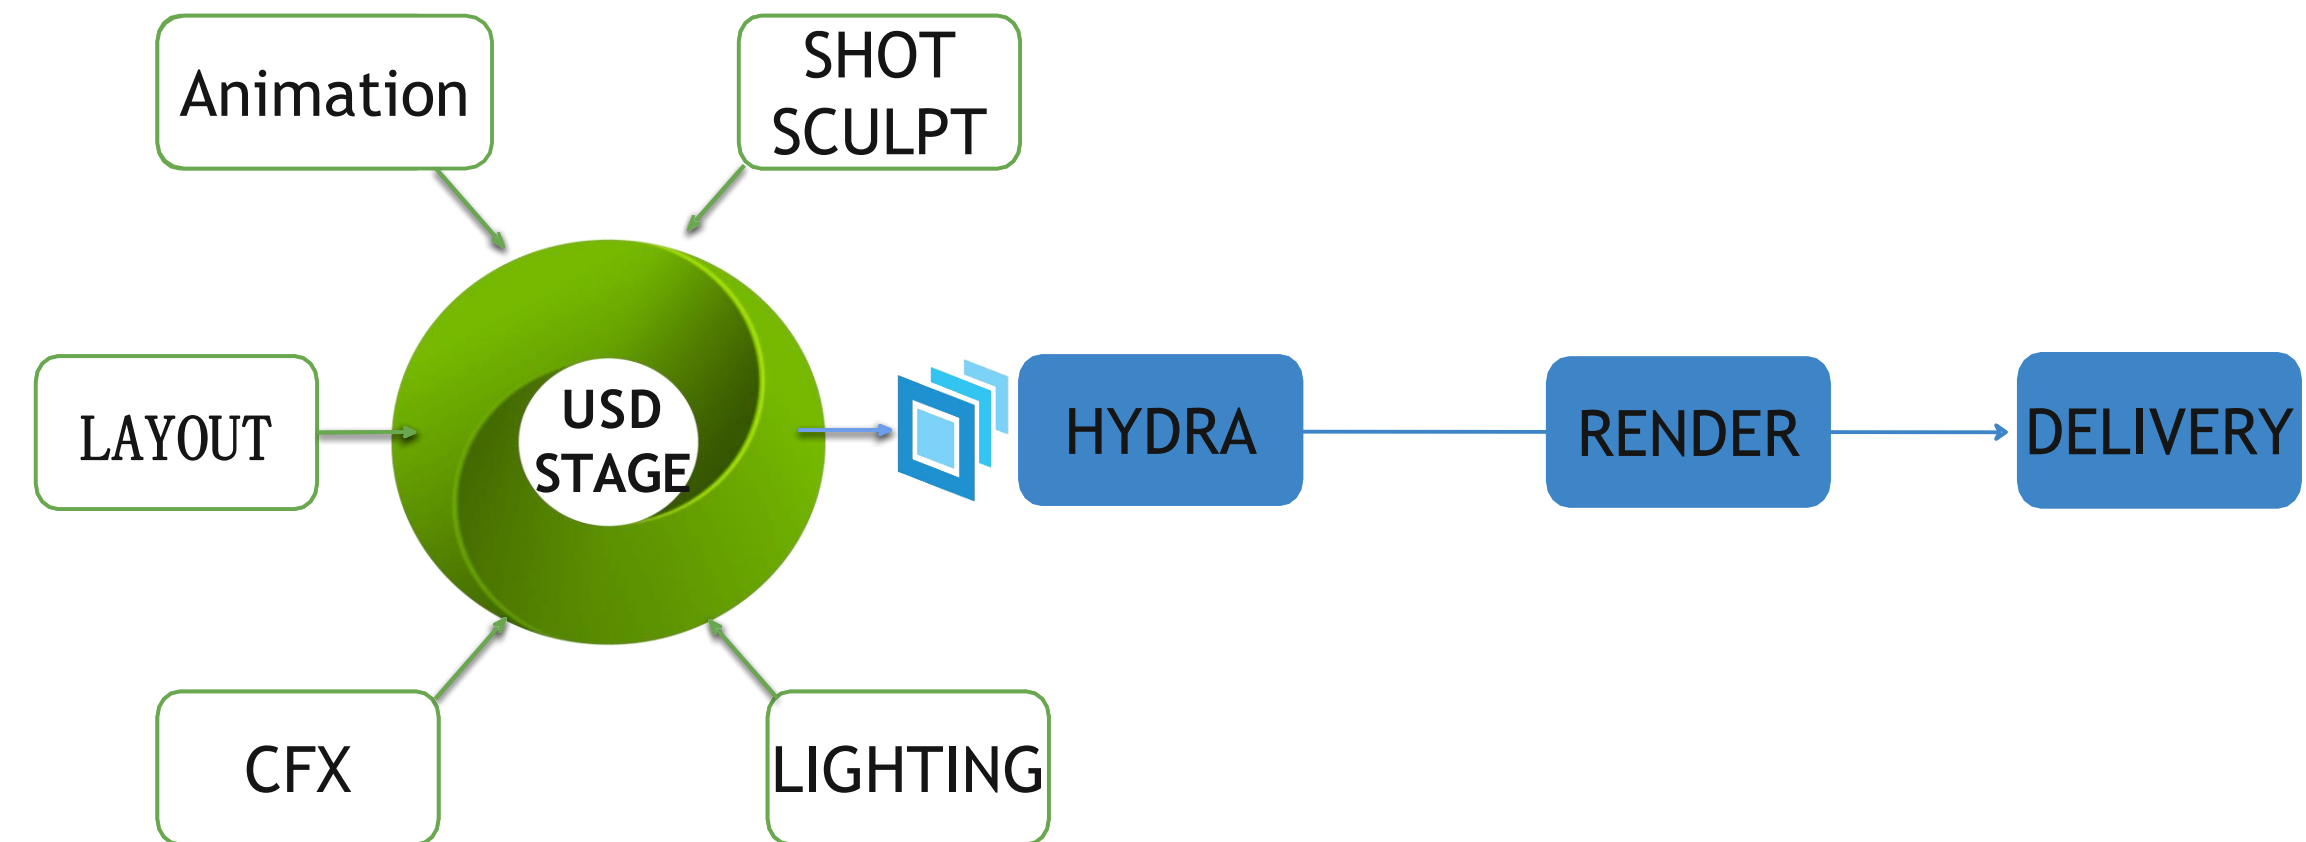 Animation
SHOT
SCULPT
LAYOUT
USD
STAGE
HYDRA
RENDER
DELIVERY
CFX
LIGHTING